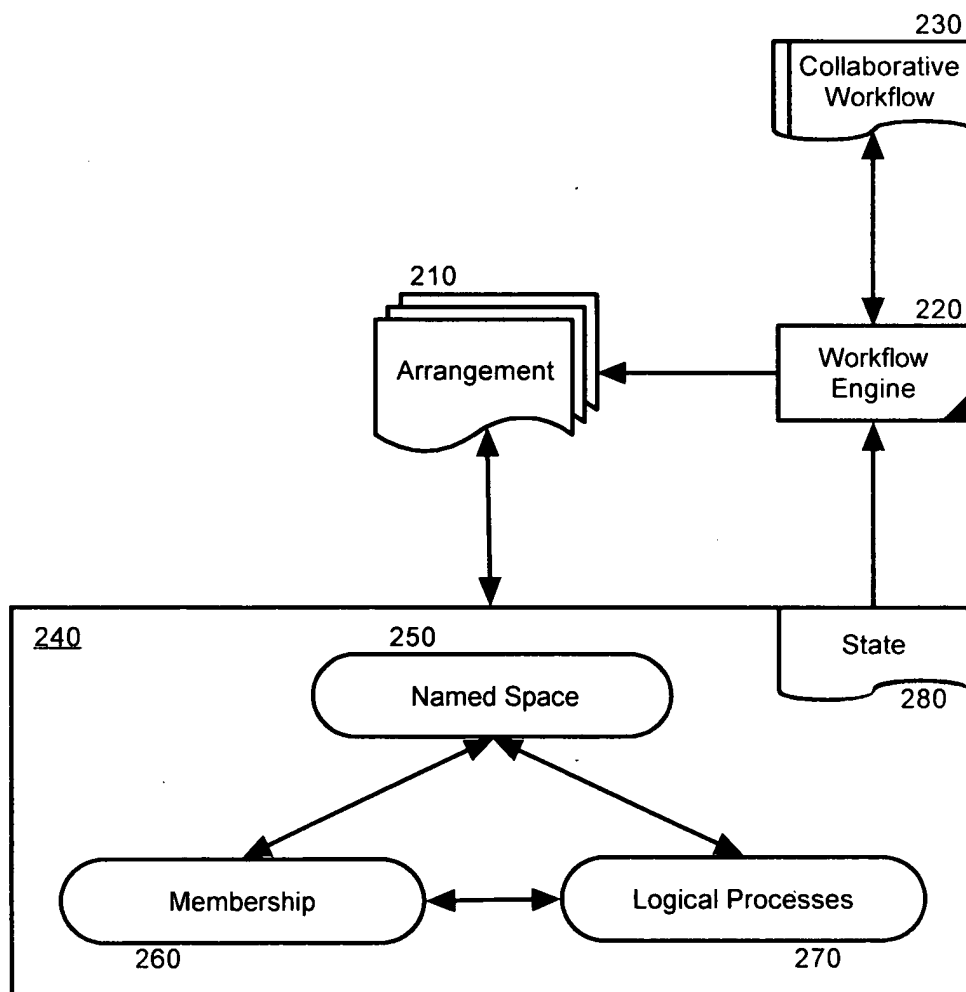 230
Collaborative
Workflow
210
220
Arrangement
Workflow
Engine
240
250
State
Named Space
280
Membership
Logical Processes
260
270